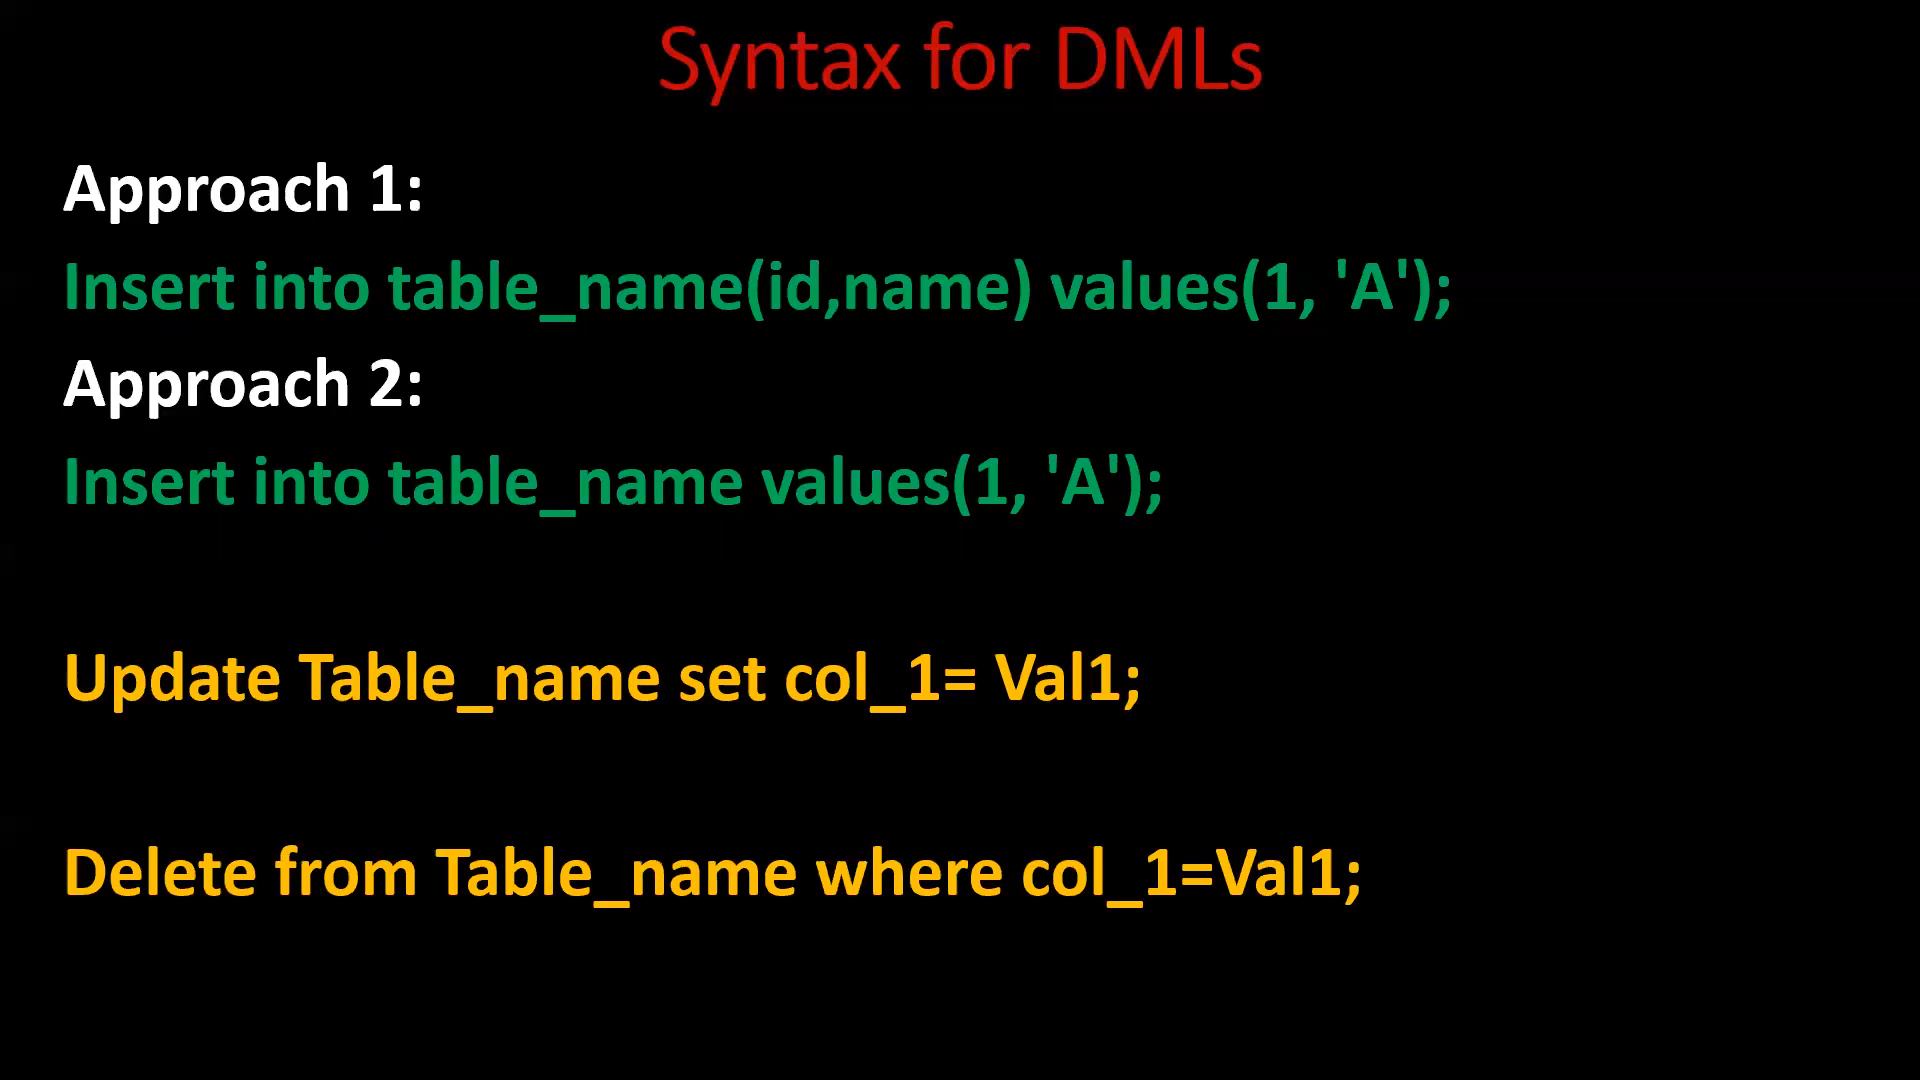 Syntax for DMLs
Approach 1:
Insert into table_name(id,name) values(1, 'A');
Approach 2:
Insert into table_name values(1, 'A');
Update Table_name set col_1= Val1;
Delete from Table_name where col_1=Val1;